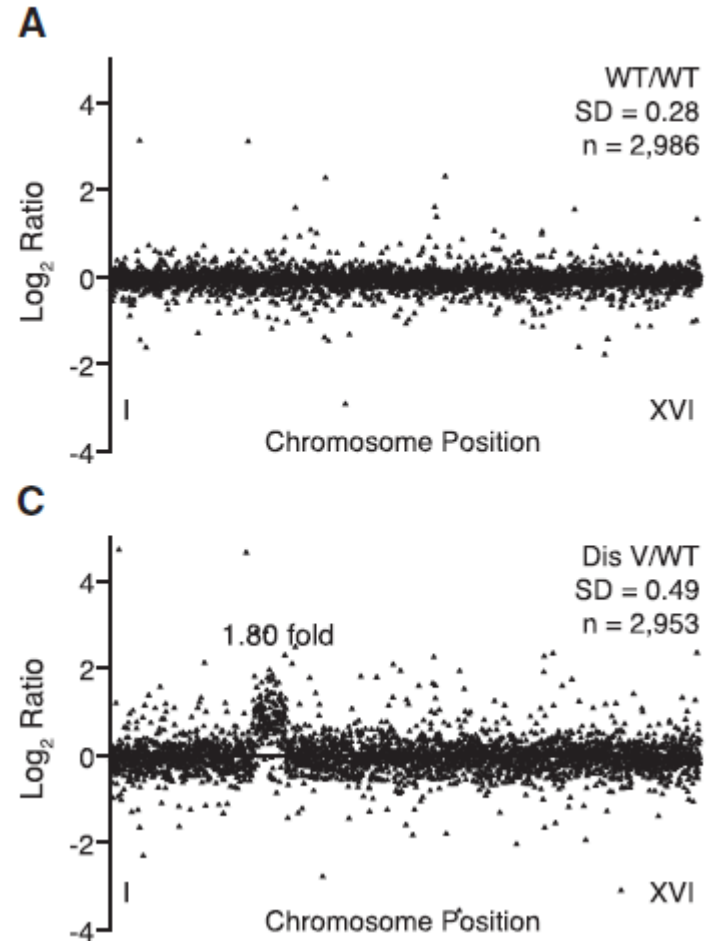 A
WT/WT
SD = 0.28
n = 2,986
4
2
0
-2
-4
Log2 Ratio
I
XVI
Chromosome Position
C
Dis V/WT
SD = 0.49
n = 2,953
1.80 fold
4
2
0
-2
-4
Log2 Ratio
I
XVI
Chromosome Position